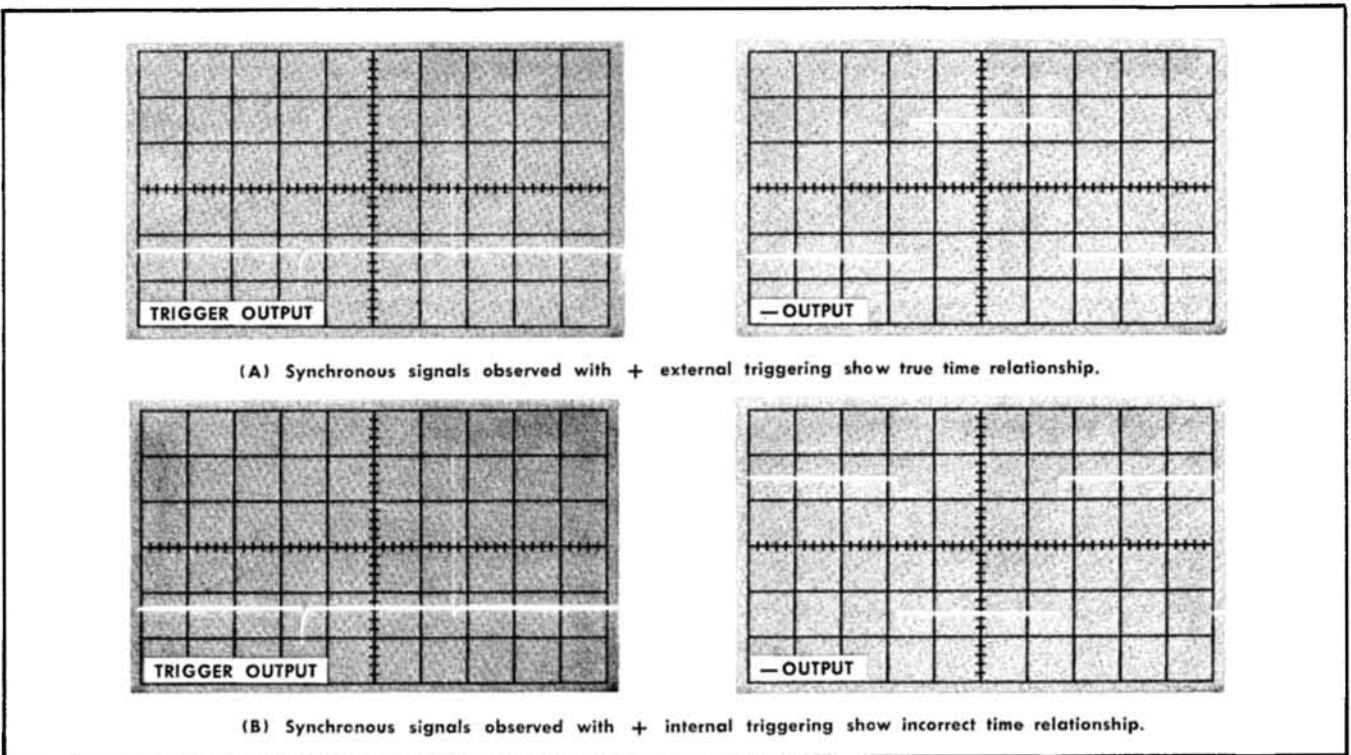 TRIGGER OUTPUT
—OUTPUT
(A) Synchronous signals observed with + external triggering show true time relationship.
TRIGGER OUTPUT
—OUTPUT
(B) Synchronous signals observed with + internal triggering show incorrect time relationship.